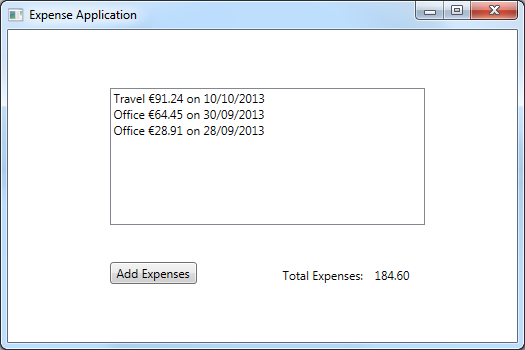 Expense Application
Travel €91.24 on 10/10/2013
Office €64.45 on 30/09/2013
Office €28.91 on 28/09/2013
Add Expenses
Total Expenses: 184.60